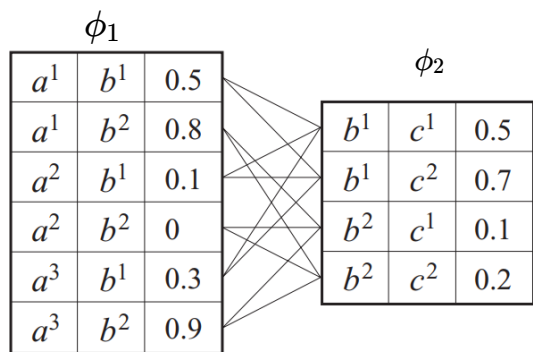 ϕ₁
a¹ b¹ 0.5
a¹ b² 0.8
a² b¹ 0.1
a² b² 0
a³ b¹ 0.3
a³ b² 0.9
ϕ₂
b¹ c¹ 0.5
b¹ c² 0.7
b² c¹ 0.1
b² c² 0.2